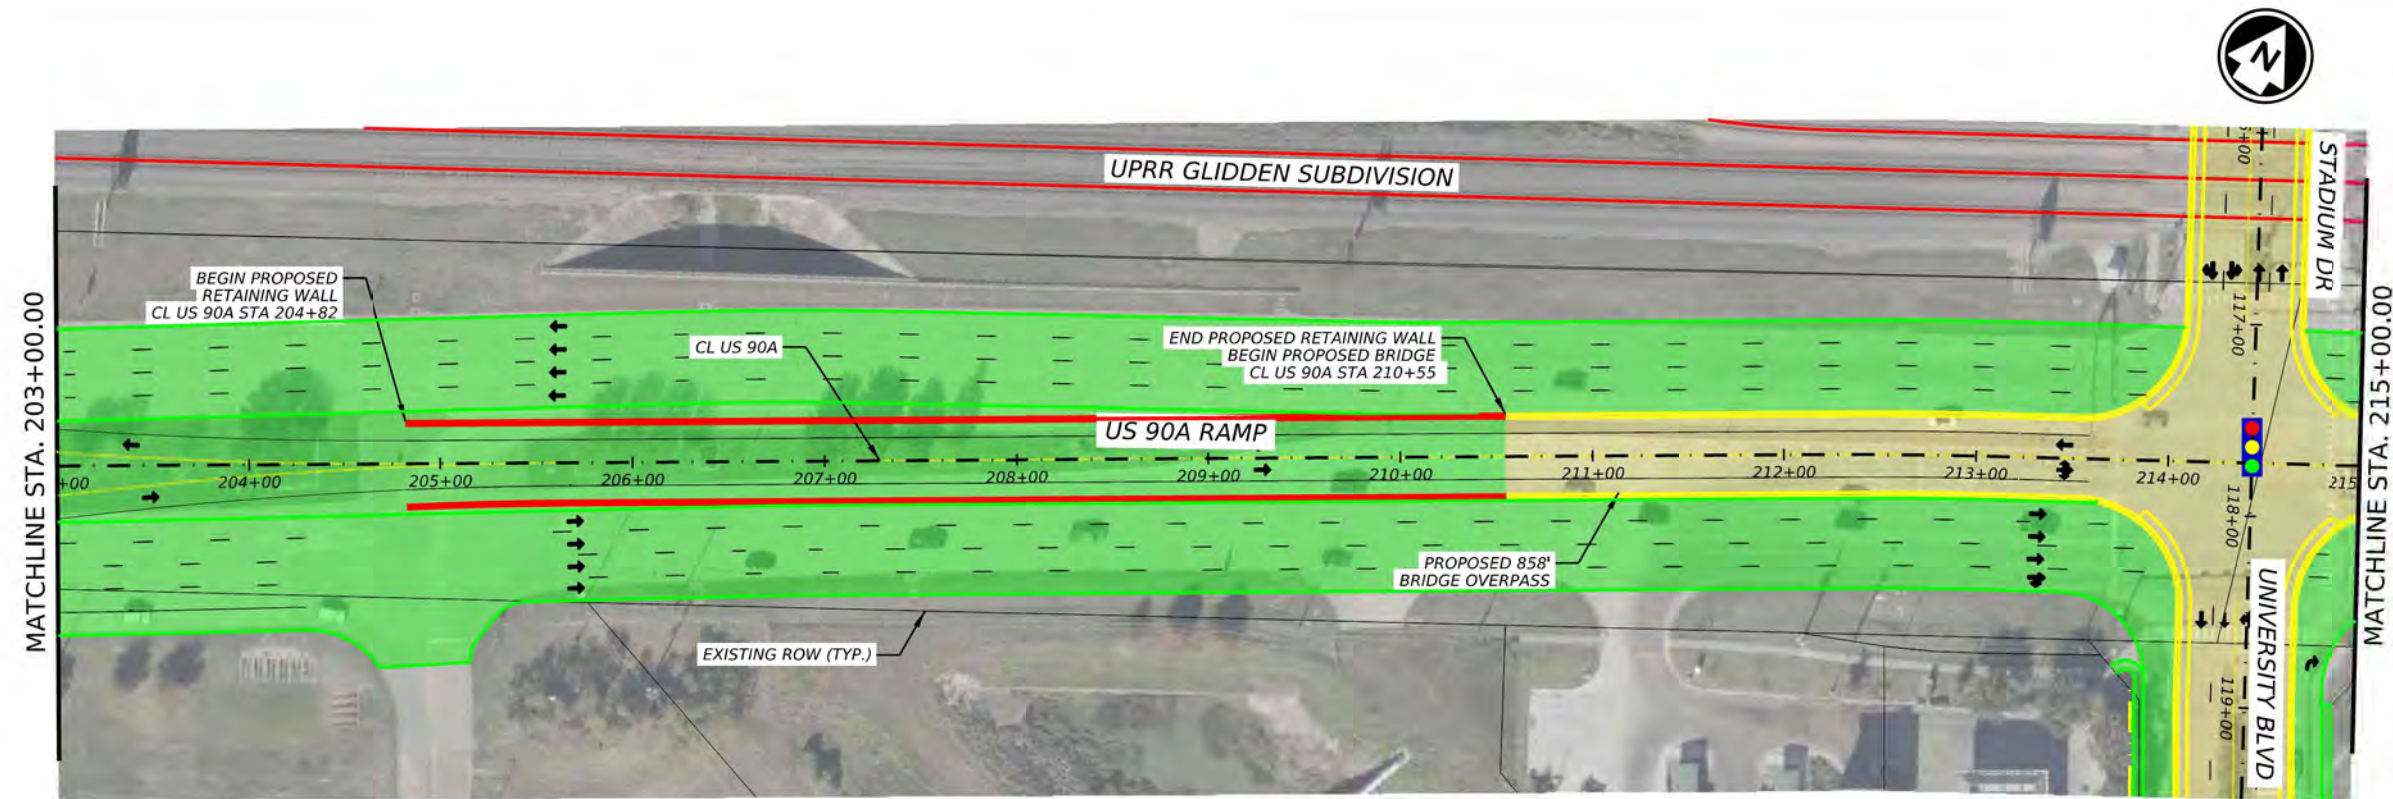 N
UPRR GLIDDEN SUBDIVISION
STADIUM DR
+00
BEGIN PROPOSED
RETAINING WALL
CL US 90A STA 204+82
CL US 90A
END PROPOSED RETAINING WALL
BEGIN PROPOSED BRIDGE
CL US 90A STA 210+55
117+00
MATCHLINE STA. 203+00.00
MATCHLINE STA. 215+00.00
US 90A RAMP
+00
204+00
205+00
206+00
207+00
208+00
209+00
210+00
211+00
212+00
213+00
214+00
215
118+00
PROPOSED 858'
BRIDGE OVERPASS
EXISTING ROW (TYP.)
UNIVERSITY BLVD
119+00